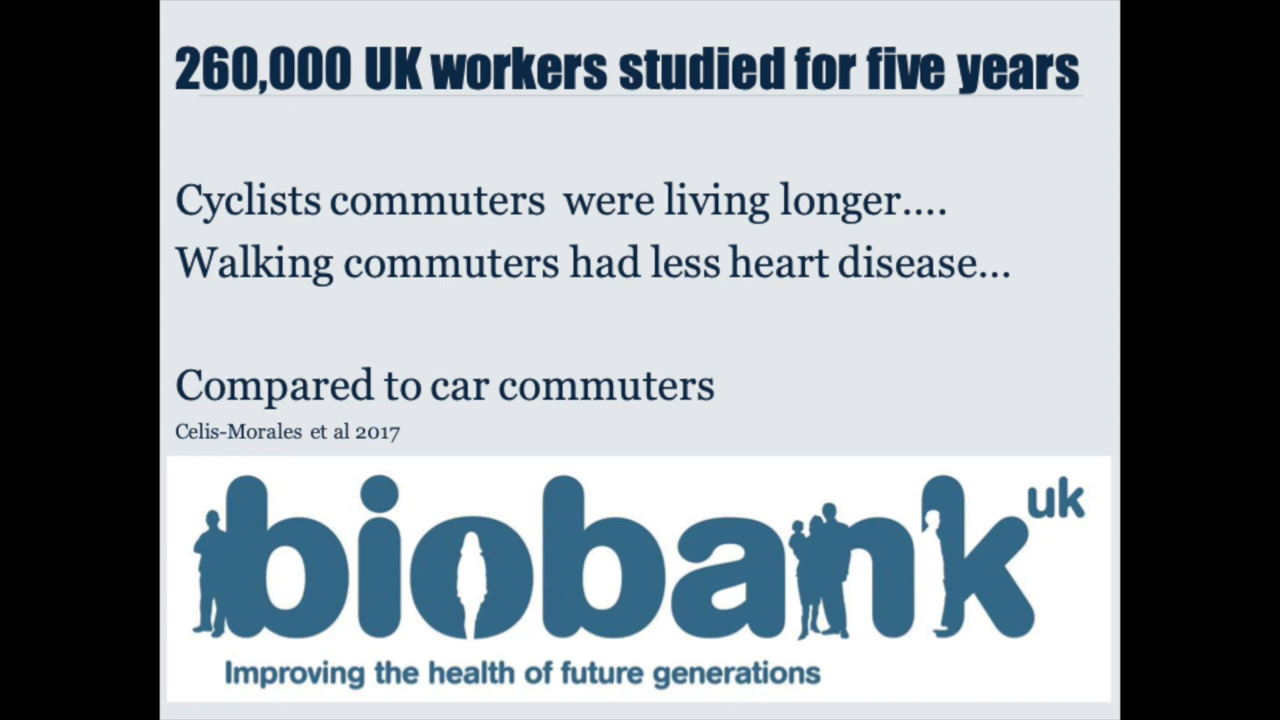 260,000 UK workers studied for five years
Cyclists commuters were living longer....
Walking commuters had less heart disease...
Compared to car commuters
Celis-Morales et al 2017
biobank uk
Improving the health of future generations